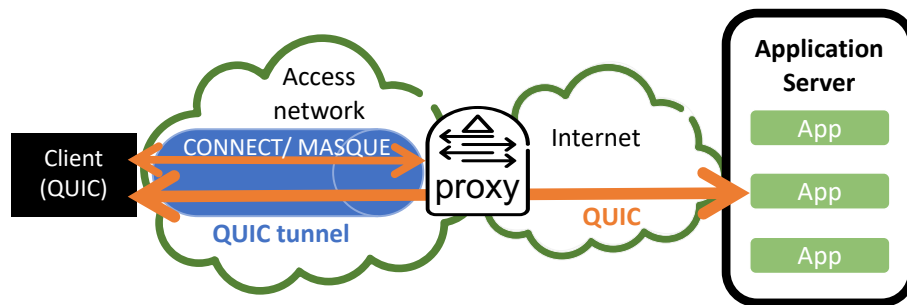 Access
network
Application
Server
Client
(QUIC)
CONNECT/ MASQUE
proxy
Internet
App
App
App
QUIC tunnel
QUIC